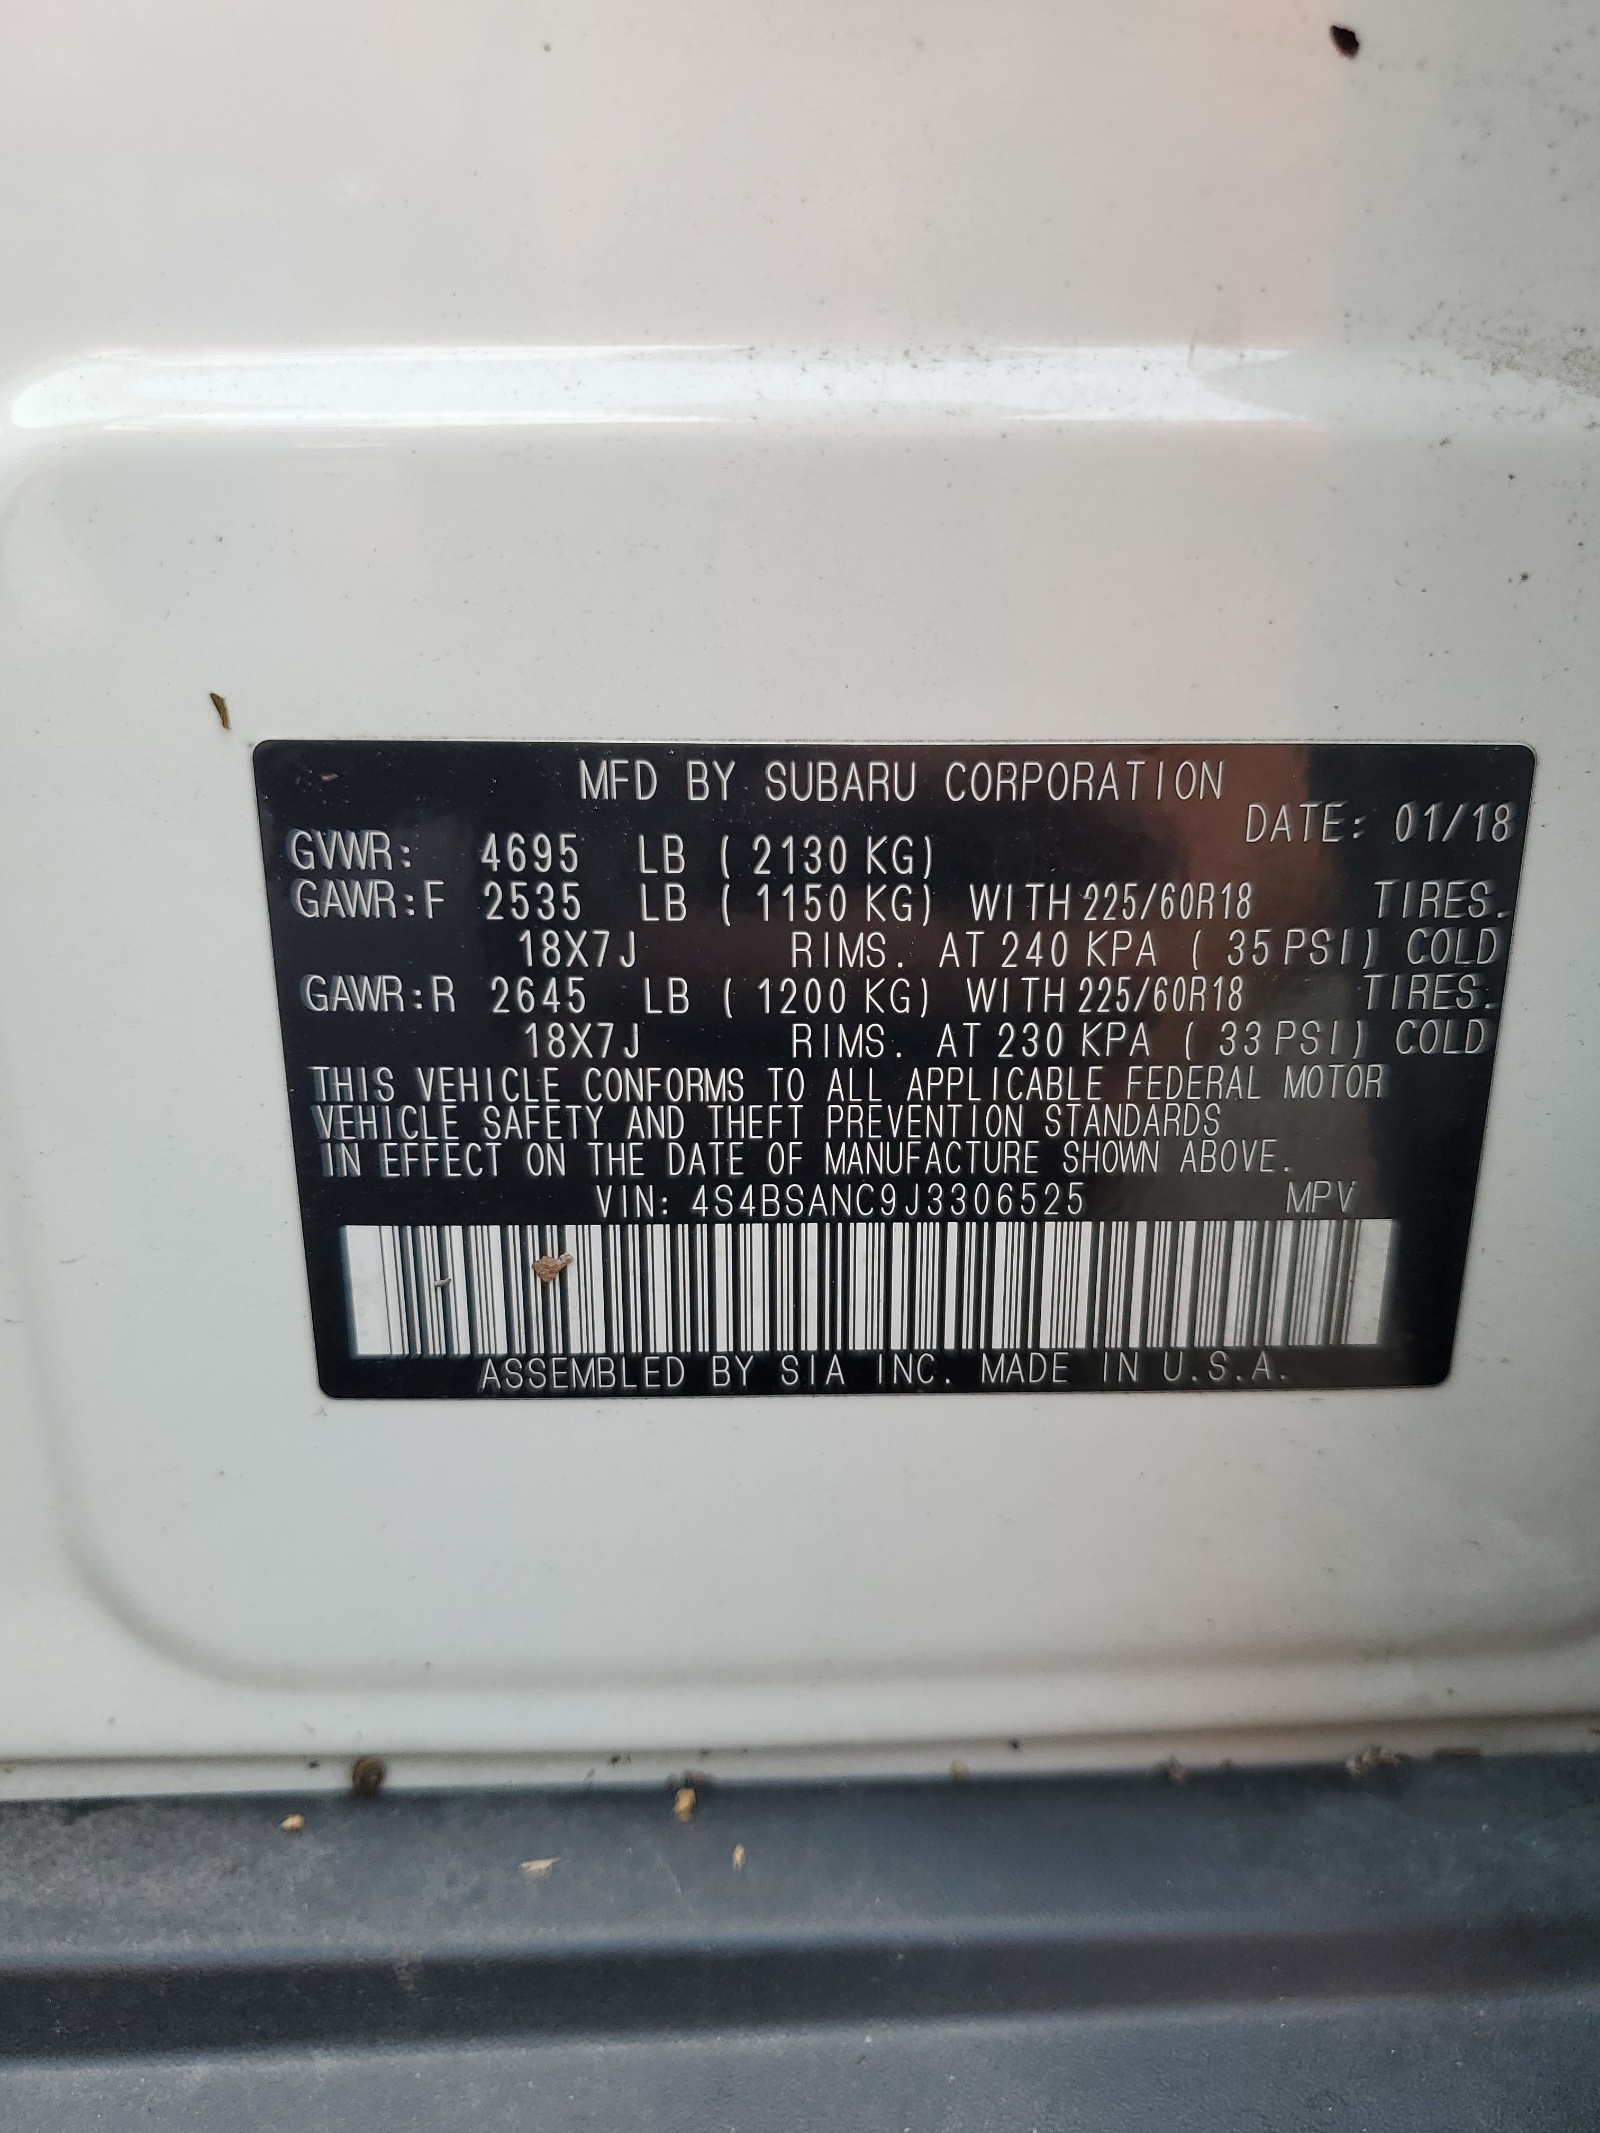 MFD BY SUBARU CORPORATION
DATE: 01/18
GVWR: 4695 LB ( 2130 KG)
GAWR:F 2535 LB ( 1150 KG) WITH 225/60R18 TIRES.
18X7J RIMS. AT 240 KPA ( 35 PSI) COLD
GAWR:R 2645 LB ( 1200 KG) WITH 225/60R18 TIRES.
18X7J RIMS. AT 230 KPA ( 33 PSI) COLD
THIS VEHICLE CONFORMS TO ALL APPLICABLE FEDERAL MOTOR
VEHICLE SAFETY AND THEFT PREVENTION STANDARDS
IN EFFECT ON THE DATE OF MANUFACTURE SHOWN ABOVE.
VIN: 4S4BSANC9J3306525 MPV
ASSEMBLED BY SIA INC. MADE IN U.S.A.